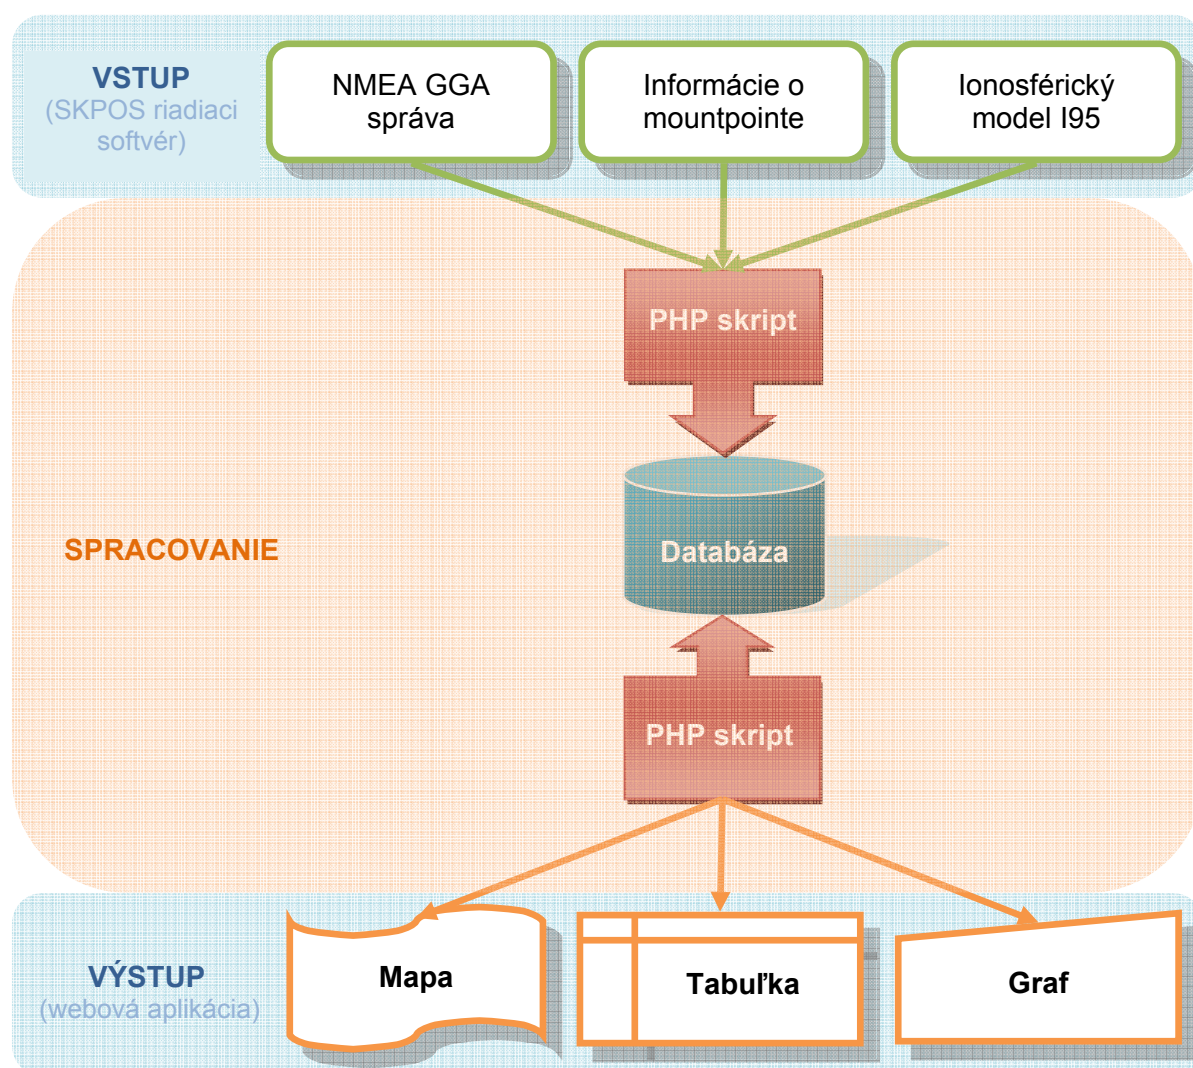 VSTUP
(SKPOS riadiaci
softvér)
NMEA GGA
správa
Informácie o
mountpointe
Ionosférický
model I95
PHP skript
SPRACOVANIE
Databáza
PHP skript
VÝSTUP
(webová aplikácia)
Mapa
Tabuľka
Graf